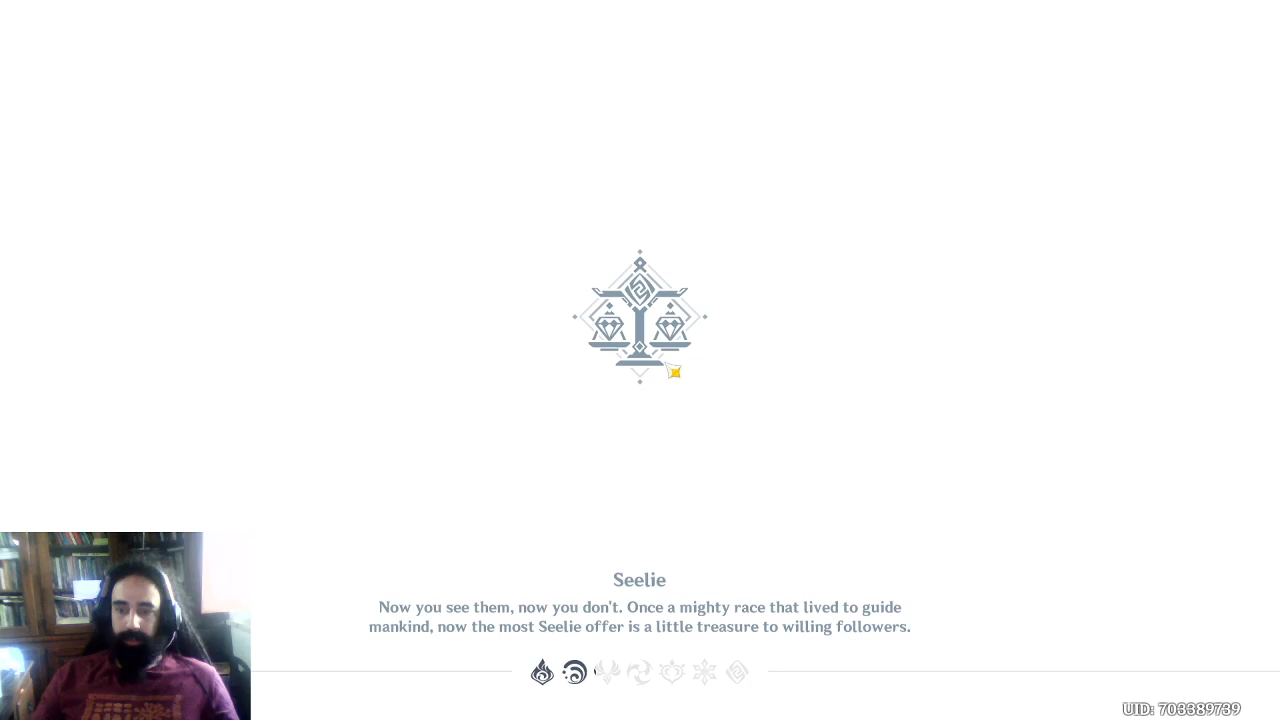 Seelie
Now you see them, now you don't. Once a mighty race that lived to guide
mankind, now the most Seelie offer is a little treasure to willing followers.
UID: 703389739